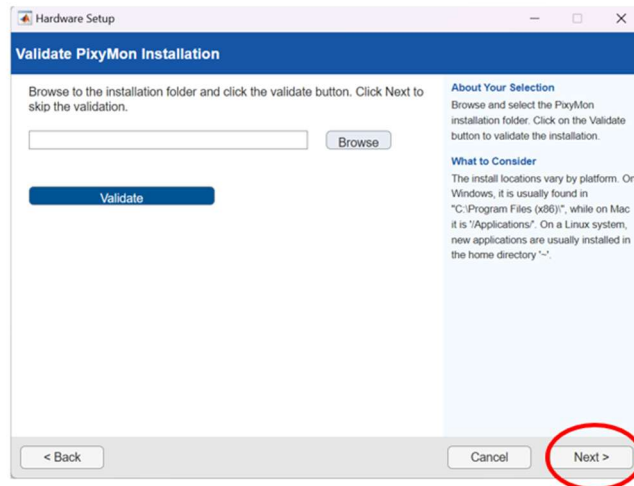 Hardware Setup
Validate PixyMon Installation
Browse to the installation folder and click the validate button. Click Next to
skip the validation.
Browse
Validate
About Your Selection
Browse and select the PixyMon
installation folder. Click on the Validate
button to validate the installation.
What to Consider
The install locations vary by platform. On
Windows, it is usually found in
"C:\Program Files (x86)\", while on Mac
it is '/Applications/'. On a Linux system,
new applications are usually installed in
the home directory '~'.
< Back
Cancel
Next >